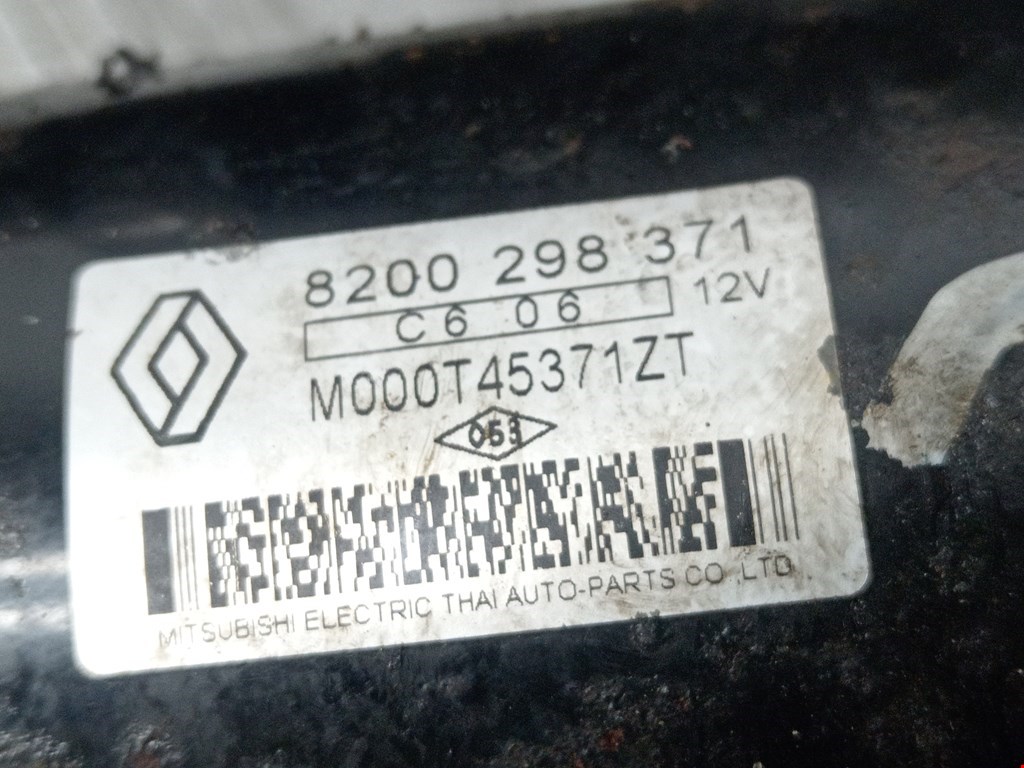 8200 298 371
C6 06 12V
M000T45371ZT
053
MITSUBISHI ELECTRIC THAI AUTO-PARTS CO.,LTD